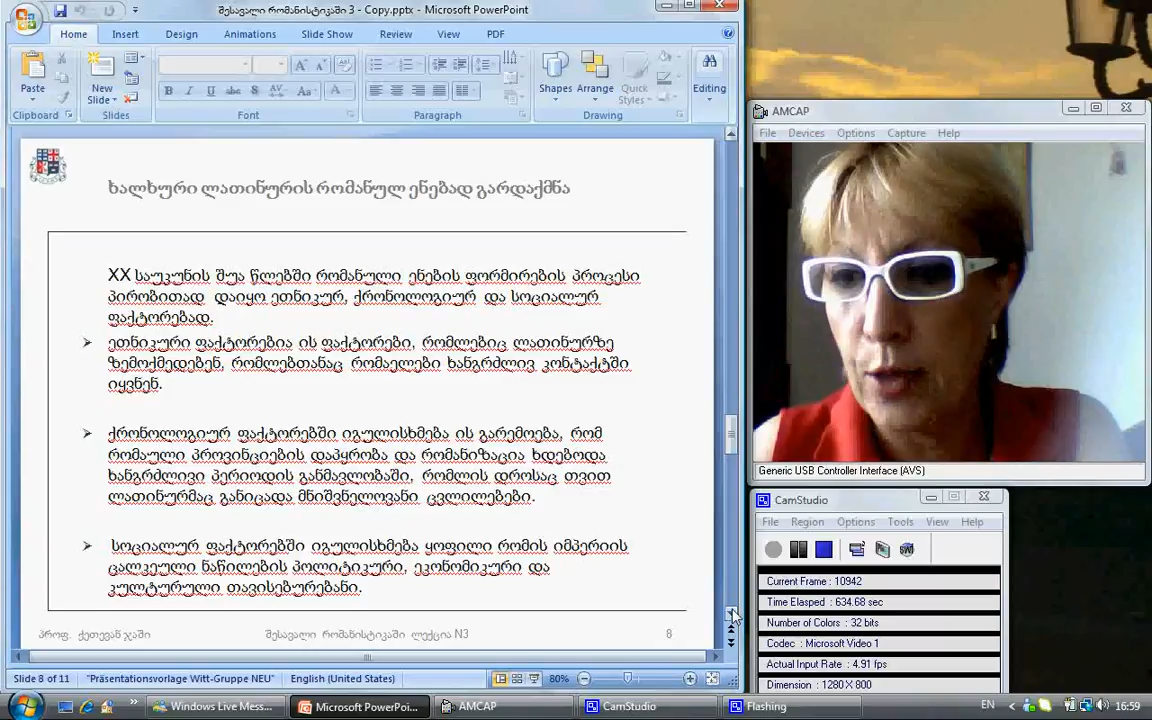 შესავალი რომანისტიკაში 3 - Copy.pptx - Microsoft PowerPoint
Home Insert Design Animations Slide Show Review View PDF
Paste
New
Slide
Shapes Arrange Quick
Styles
Editing
Clipboard Slides Font Paragraph Drawing
ხალხური ლათინურის რომანულ ენებად გარდაქმნა
XX საუკუნის შუა წლებში რომანული ენების ფორმირების პროცესი
პირობითად დაიყო ეთნიკურ, ქრონოლოგიურ და სოციალურ
ფაქტორებად.
ეთნიკური ფაქტორებია ის ფაქტორები, რომლებიც ლათინურზე
ზემოქმედებენ, რომლებთანაც რომაელები ხანგრძლივ კონტაქტში
იყვნენ.
ქრონოლოგიურ ფაქტორებში იგულისხმება ის გარემოება, რომ
რომაული პროვინციების დაპყრობა და რომანიზაცია ხდებოდა
ხანგრძლივი პერიოდის განმავლობაში, რომლის დროსაც თვით
ლათინურმაც განიცადა მნიშვნელოვანი ცვლილებები.
სოციალურ ფაქტორებში იგულისხმება ყოფილი რომის იმპერიის
ცალკეული ნაწილების პოლიტიკური, ეკონომიკური და
კულტურული თავისებურებანი.
პროფ. ქეთევან ჯაში შესავალი რომანისტიკაში ლექცია N3 8
Slide 8 of 11 "Präsentationsvorlage Witt-Gruppe NEU" English (United States) 80%
AMCAP
File Devices Options Capture Help
Generic USB Controller Interface (AVS)
CamStudio
File Region Options Tools View Help
Current Frame : 10942
Time Elasped : 634.68 sec
Number of Colors : 32 bits
Codec : Microsoft Video 1
Actual Input Rate : 4.91 fps
Dimension : 1280 X 800
Windows Live Mess... Microsoft PowerPoi... AMCAP CamStudio Flashing EN 16:59